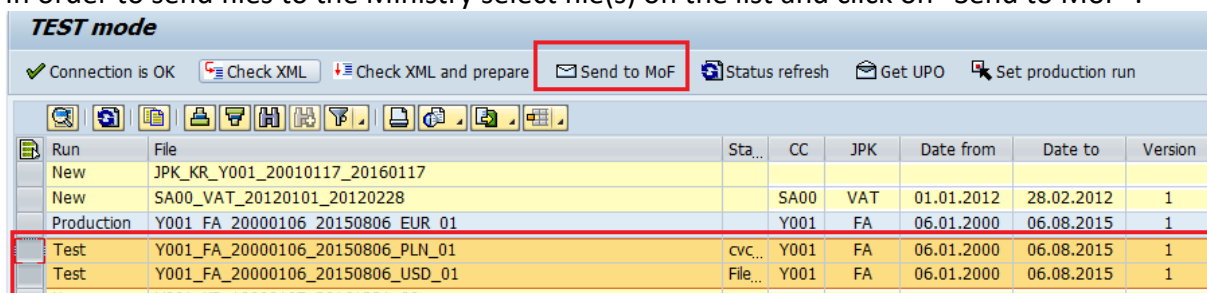 In order to send files to the Ministry select file(s) on the list and click on "Send to MoF".
TEST mode
Connection is OK Check XML Check XML and prepare Send to MoF Status refresh Get UPO Set production run
Run File Sta... CC JPK Date from Date to Version
New JPK_KR_Y001_20010117_20160117
New SA00_VAT_20120101_20120228 SA00 VAT 01.01.2012 28.02.2012 1
Production Y001_FA_20000106_20150806_EUR_01 Y001 FA 06.01.2000 06.08.2015 1
Test Y001_FA_20000106_20150806_PLN_01 cvc... Y001 FA 06.01.2000 06.08.2015 1
Test Y001_FA_20000106_20150806_USD_01 File... Y001 FA 06.01.2000 06.08.2015 1